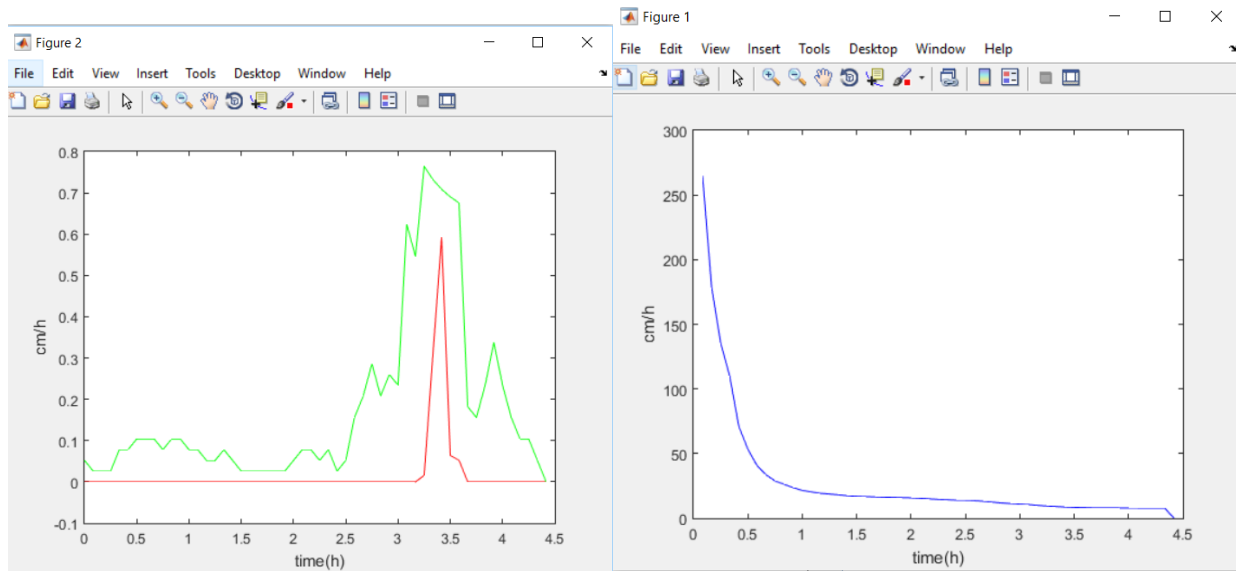 Figure 2
File Edit View Insert Tools Desktop Window Help
0.8
0.7
0.6
0.5
0.4
0.3
0.2
0.1
0
-0.1
cm/h
0 0.5 1 1.5 2 2.5 3 3.5 4 4.5
time(h)
Figure 1
File Edit View Insert Tools Desktop Window Help
300
250
200
150
100
50
0
cm/h
0 0.5 1 1.5 2 2.5 3 3.5 4 4.5
time(h)